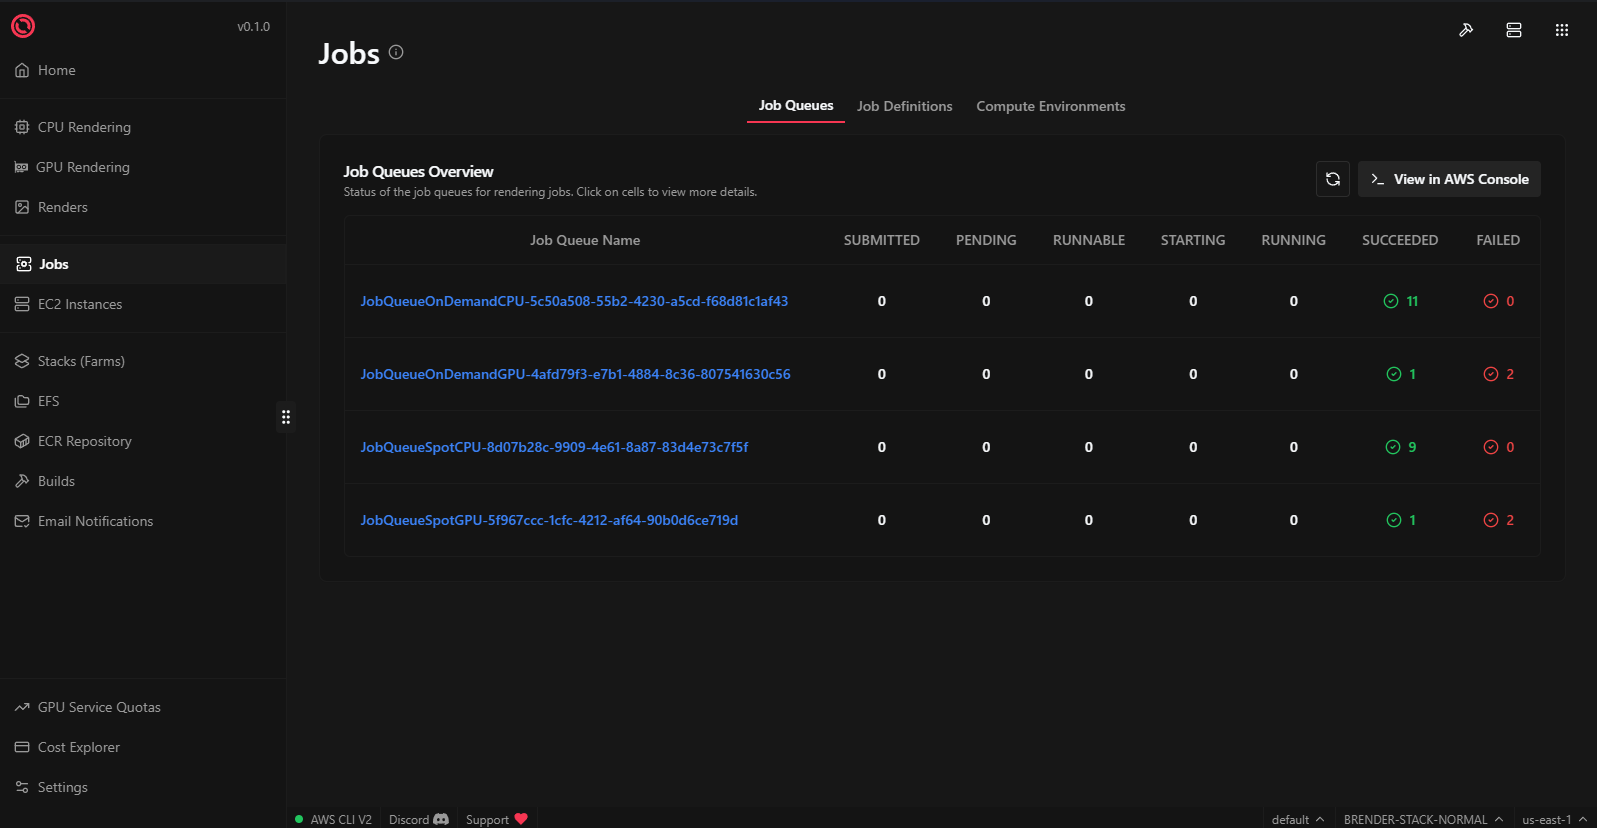 v0.1.0
Home
CPU Rendering
GPU Rendering
Renders
Jobs
EC2 Instances
Stacks (Farms)
EFS
ECR Repository
Builds
Email Notifications
GPU Service Quotas
Cost Explorer
Settings
Jobs
Job Queues Job Definitions Compute Environments
Job Queues Overview
Status of the job queues for rendering jobs. Click on cells to view more details.
View in AWS Console
Job Queue Name SUBMITTED PENDING RUNNABLE STARTING RUNNING SUCCEEDED FAILED
JobQueueOnDemandCPU-5c50a508-55b2-4230-a5cd-f68d81c1af43 0 0 0 0 0 11 0
JobQueueOnDemandGPU-4afd79f3-e7b1-4884-8c36-807541630c56 0 0 0 0 0 1 2
JobQueueSpotCPU-8d07b28c-9909-4e61-8a87-83d4e73c7f5f 0 0 0 0 0 9 0
JobQueueSpotGPU-5f967ccc-1cfc-4212-af64-90b0d6ce719d 0 0 0 0 0 1 2
AWS CLI V2 Discord Support default BRENDER-STACK-NORMAL us-east-1